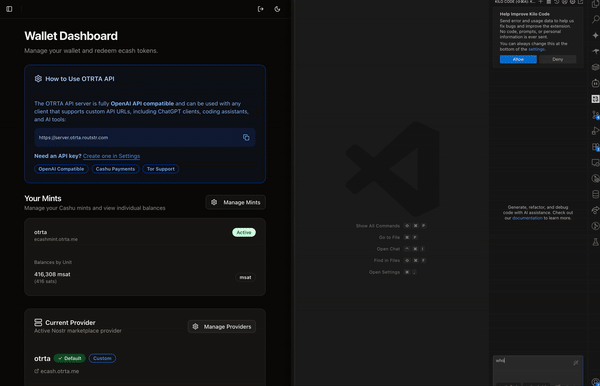 Wallet Dashboard
Manage your wallet and redeem ecash tokens.
How to Use OTRTA API
The OTRTA API server is fully OpenAI API compatible and can be used with any
client that supports custom API URLs, including ChatGPT clients, coding assistants,
and AI tools:
https://server.otrta.routstr.com
Need an API key? Create one in Settings
OpenAI Compatible
Cashu Payments
Tor Support
Your Mints
Manage your Cashu mints and view individual balances
Manage Mints
otrta
ecashmint.otrta.me
Active
Balances by Unit
416,308 msat
(416 sats)
msat
Current Provider
Active Nostr marketplace provider
Manage Providers
otrta
Default
Custom
ecash.otrta.me
Show All Commands
Go to File
Open Chat
Find in Files
Open Settings
Help Improve Kilo Code
Send error and usage data to help us
fix bugs and improve the extension.
No code, prompts, or personal
information is ever sent.
You can always change this at the
bottom of the settings.
Allow
Deny
Generate, refactor, and debug
code with AI assistance. Check out
our documentation to learn more.